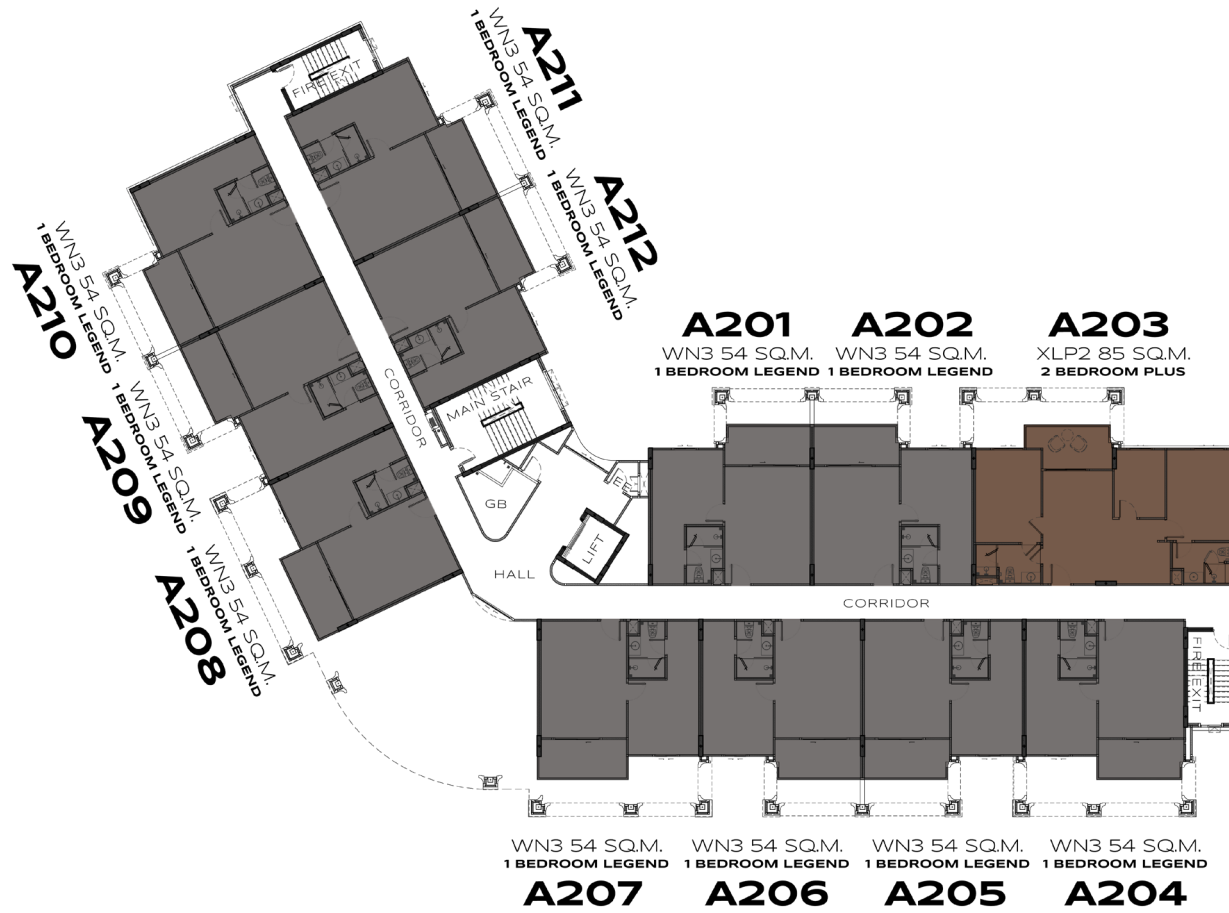 FIRE EXIT
A211
WN3 54 SQ.M.
1 BEDROOM LEGEND
A212
WN3 54 SQ.M.
1 BEDROOM LEGEND
WN3 54 SQ.M.
1 BEDROOM LEGEND
A210
WN3 54 SQ.M.
1 BEDROOM LEGEND
A209
WN3 54 SQ.M.
1 BEDROOM LEGEND
A208
CORRIDOR
MAIN STAIR
GB
EE
LIFT
HALL
A201
WN3 54 SQ.M.
1 BEDROOM LEGEND
A202
WN3 54 SQ.M.
1 BEDROOM LEGEND
A203
XLP2 85 SQ.M.
2 BEDROOM PLUS
CORRIDOR
FIRE EXIT
WN3 54 SQ.M.
1 BEDROOM LEGEND
A207
WN3 54 SQ.M.
1 BEDROOM LEGEND
A206
WN3 54 SQ.M.
1 BEDROOM LEGEND
A205
WN3 54 SQ.M.
1 BEDROOM LEGEND
A204